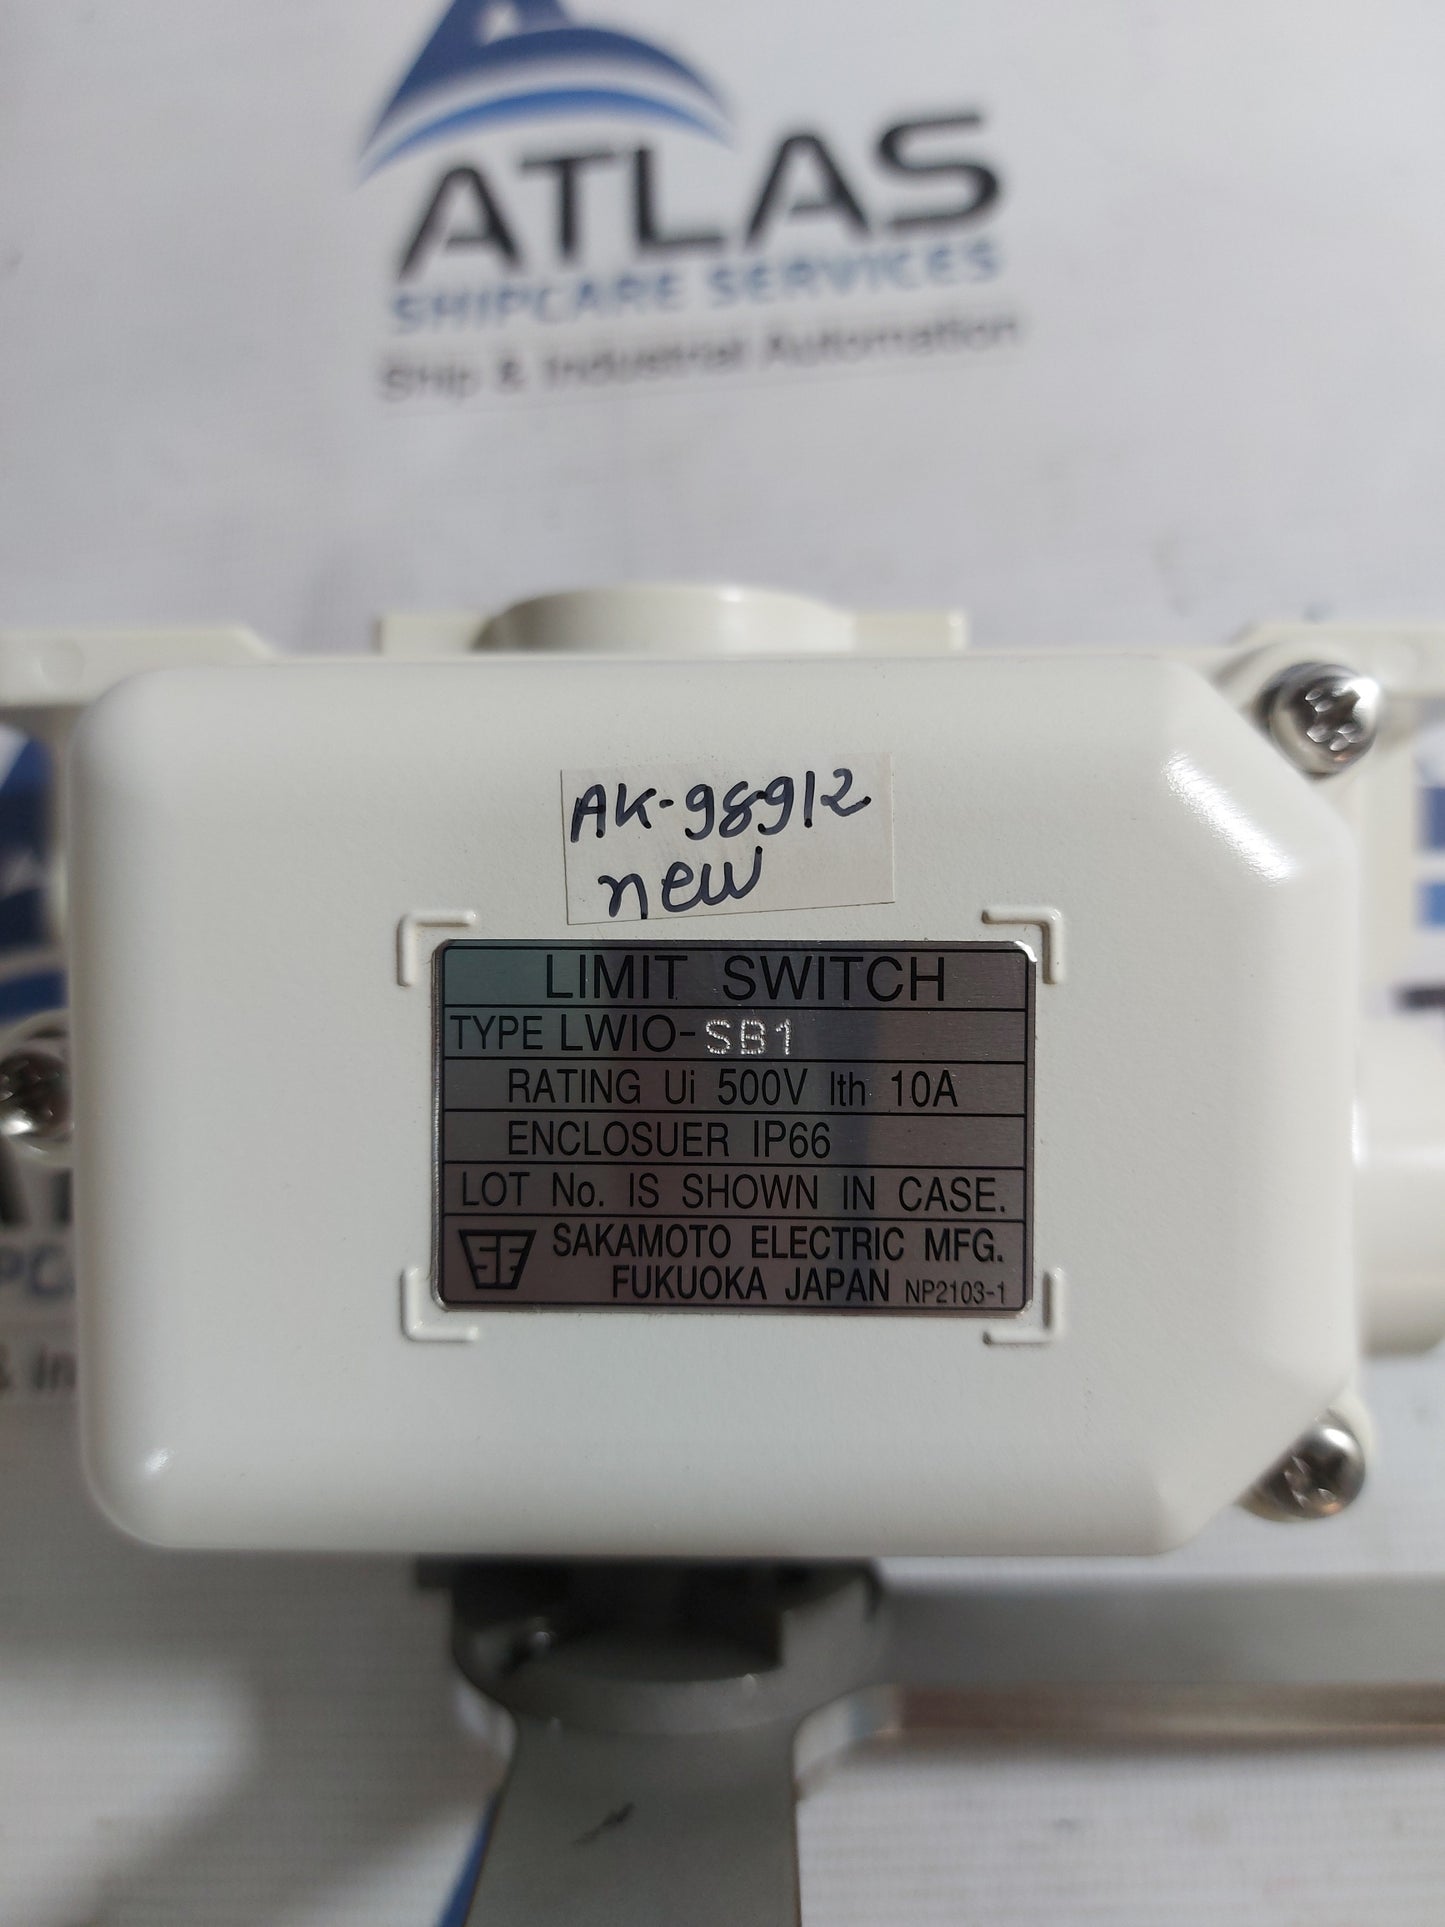 ATLAS
SHIPCARE SERVICES
Ship & Industrial Automation
AK-98912
new
LIMIT SWITCH
TYPE LWIO-SB1
RATING Ui 500V Ith 10A
ENCLOSUER IP66
LOT No. IS SHOWN IN CASE.
SE SAKAMOTO ELECTRIC MFG.
FUKUOKA JAPAN NP2103-1